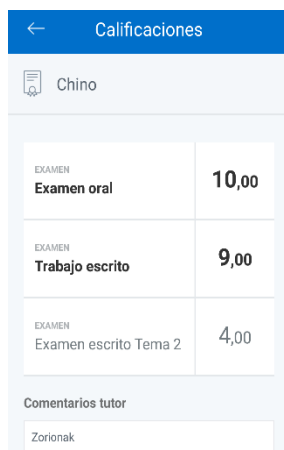 Calificaciones
Chino
EXAMEN
Examen oral
10,00
EXAMEN
Trabajo escrito
9,00
EXAMEN
Examen escrito Tema 2
4,00
Comentarios tutor
Zorionak